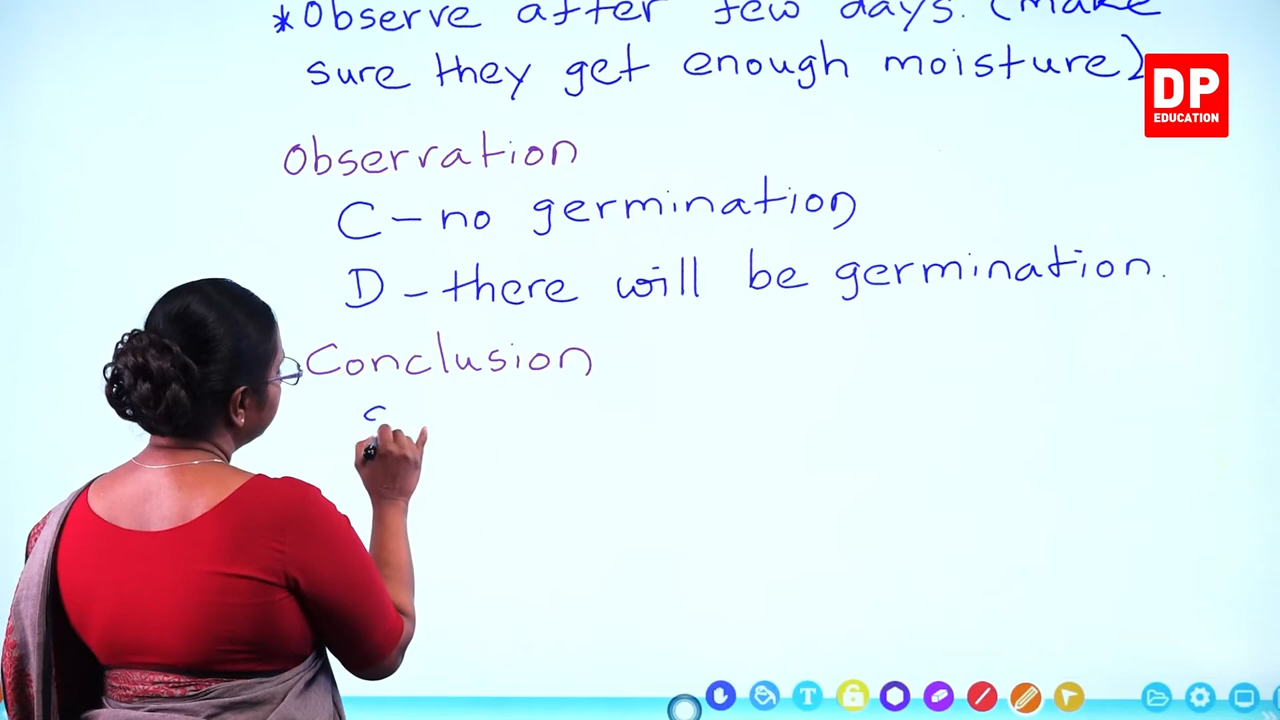 *Observe after few days. (Make
sure they get enough moisture)
DP
EDUCATION
Observation
C - no germination
D - there will be germination.
Conclusion